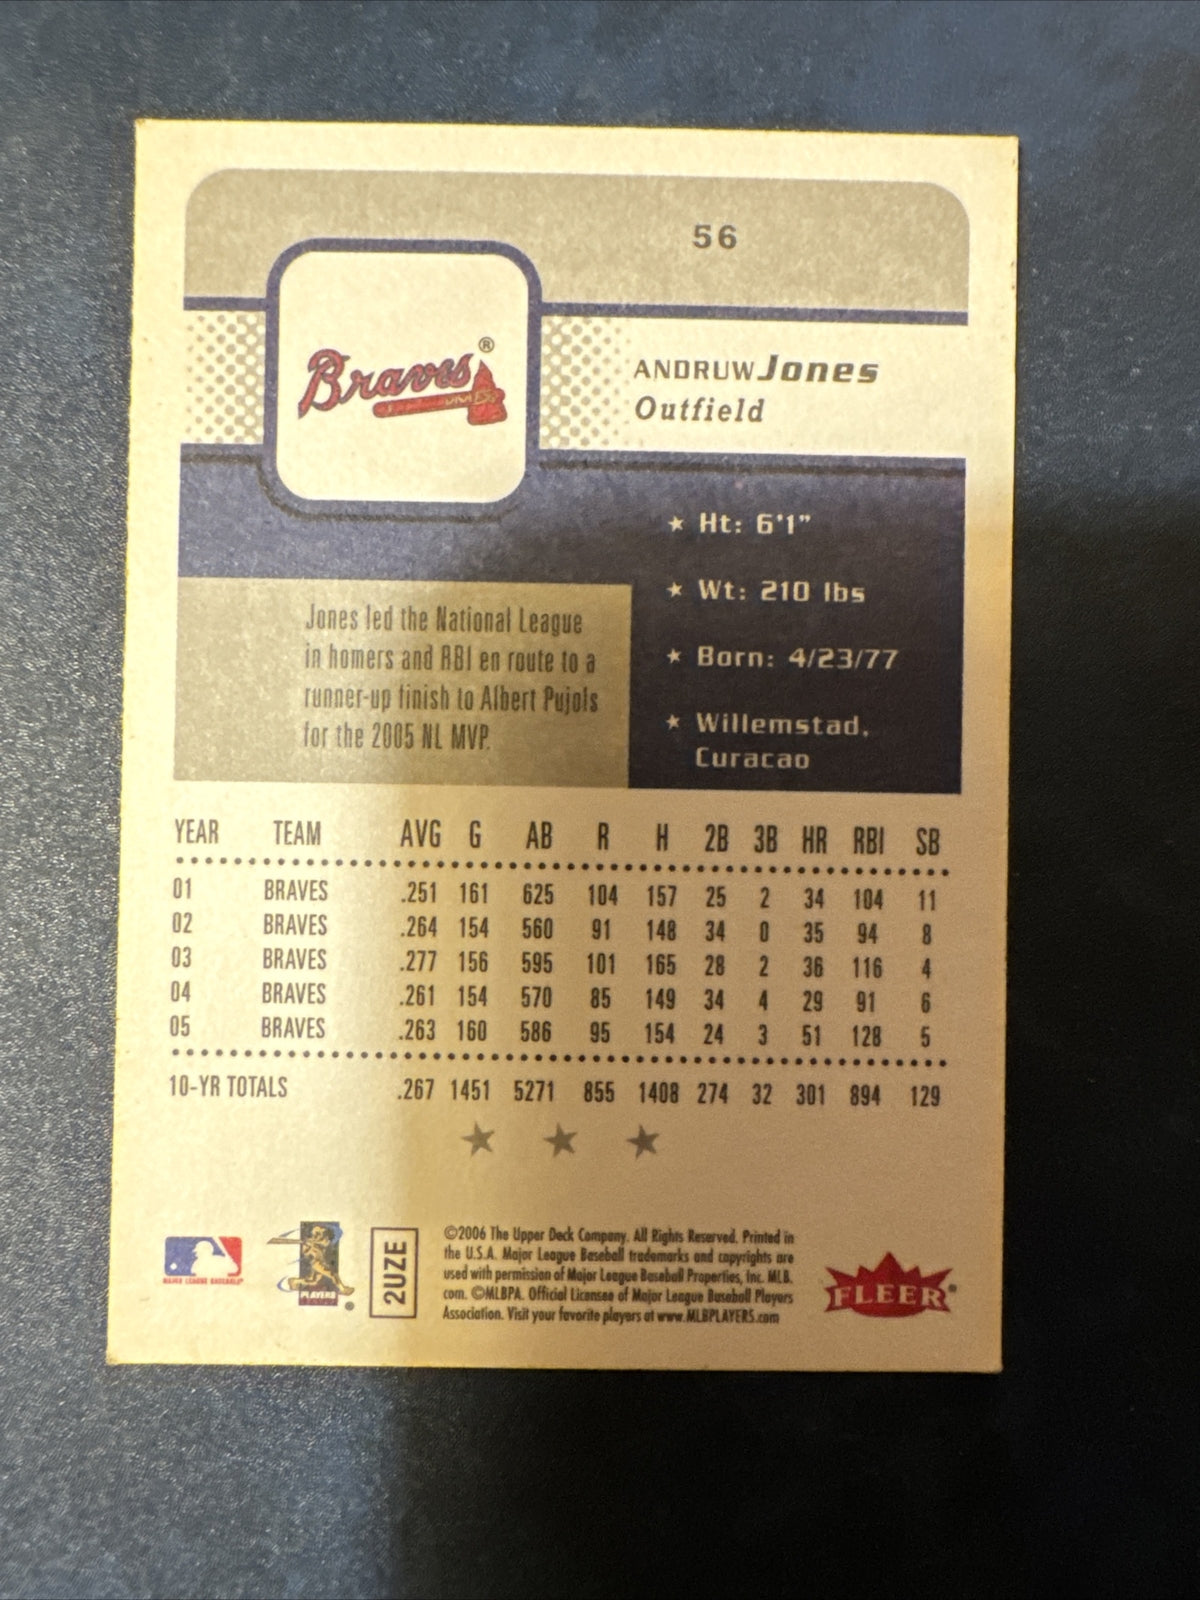 56
Braves®
ANDRUW Jones
Outfield
★ Ht: 6'1"
★ Wt: 210 lbs
★ Born: 4/23/77
★ Willemstad,
Curacao
Jones led the National League
in homers and RBI en route to a
runner-up finish to Albert Pujols
for the 2005 NL MVP.
YEAR TEAM AVG G AB R H 2B 3B HR RBI SB
01 BRAVES .251 161 625 104 157 25 2 34 104 11
02 BRAVES .264 154 560 91 148 34 0 35 94 8
03 BRAVES .277 156 595 101 165 28 2 36 116 4
04 BRAVES .261 154 570 85 149 34 4 29 91 6
05 BRAVES .263 160 586 95 154 24 3 51 128 5
10-YR TOTALS .267 1451 5271 855 1408 274 32 301 894 129
MAJOR LEAGUE BASEBALL
PLAYERS
2UZE
©2006 The Upper Deck Company. All Rights Reserved. Printed in
the U.S.A. Major League Baseball trademarks and copyrights are
used with permission of Major League Baseball Properties, Inc. MLB.
com. ©MLBPA. Official Licensee of Major League Baseball Players
Association. Visit your favorite players at www.MLBPLAYERS.com
FLEER®